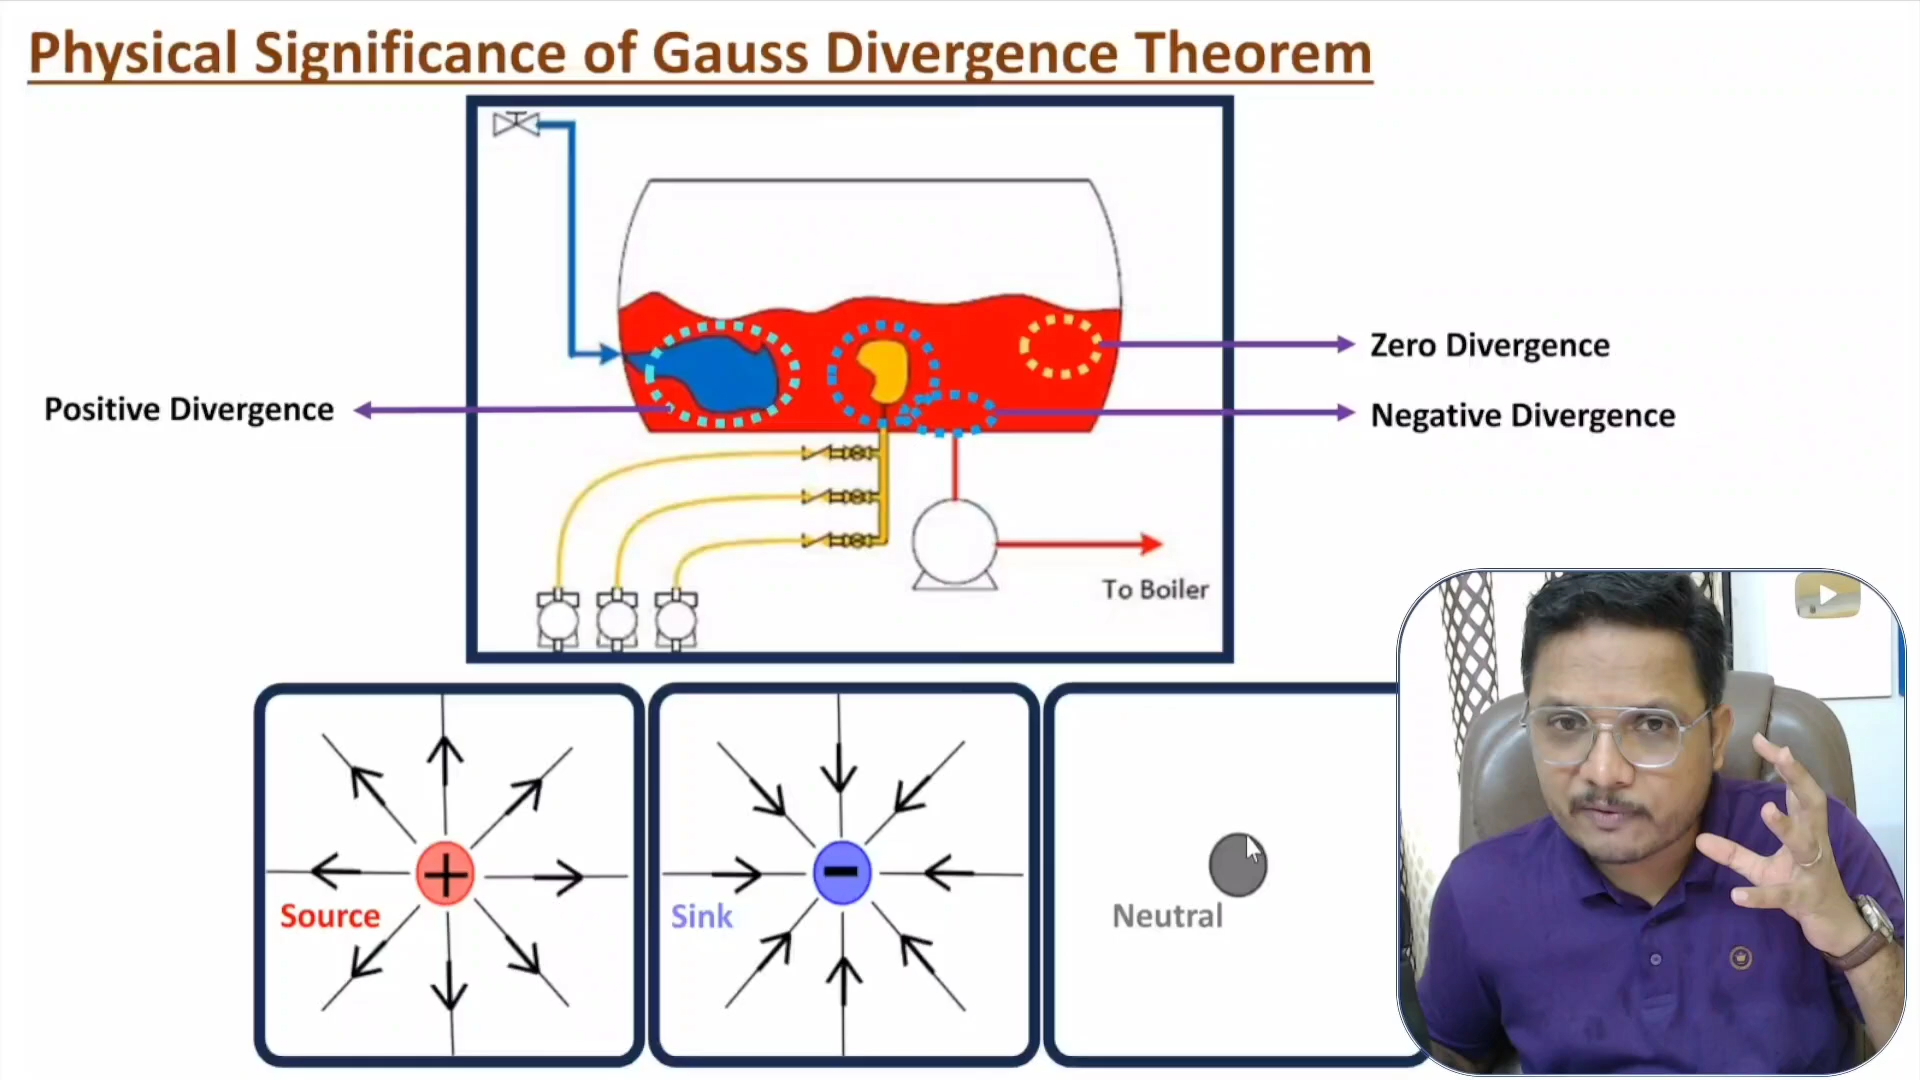 Physical Significance of Gauss Divergence Theorem
Zero Divergence
Positive Divergence
Negative Divergence
To Boiler
Source
Sink
Neutral